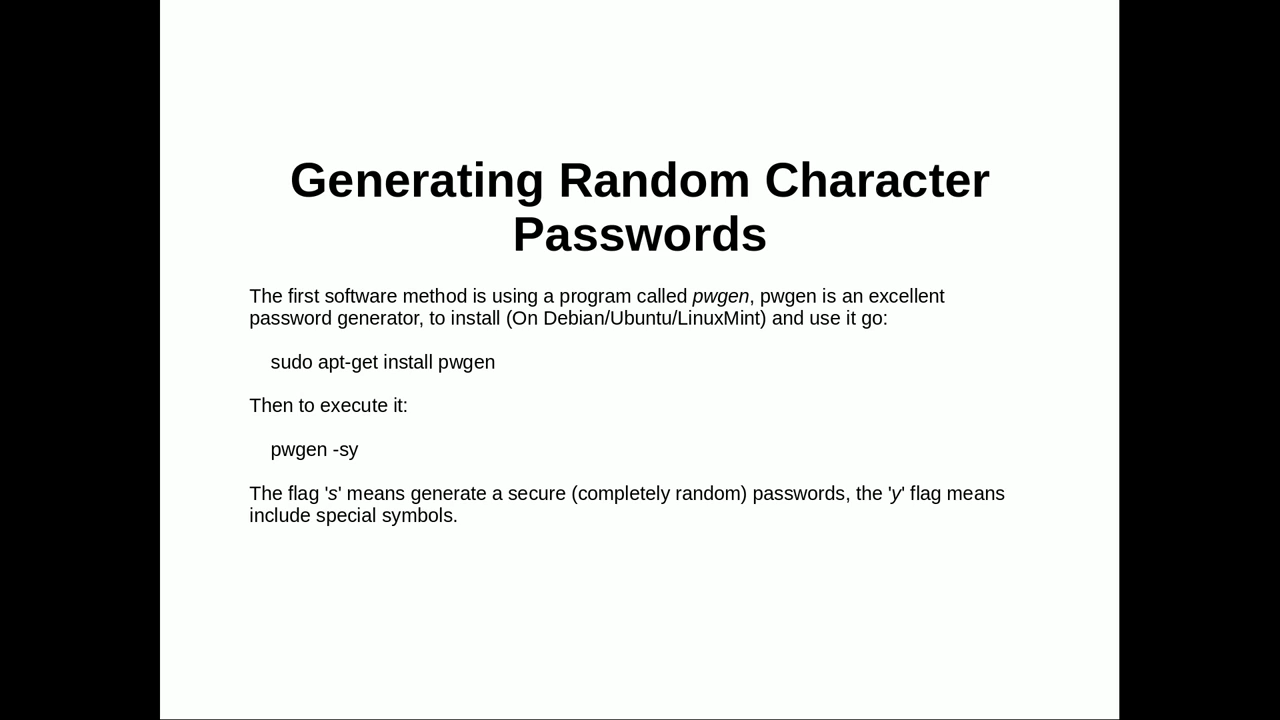 Generating Random Character
Passwords
The first software method is using a program called pwgen, pwgen is an excellent
password generator, to install (On Debian/Ubuntu/LinuxMint) and use it go:
sudo apt-get install pwgen
Then to execute it:
pwgen -sy
The flag 's' means generate a secure (completely random) passwords, the 'y' flag means
include special symbols.